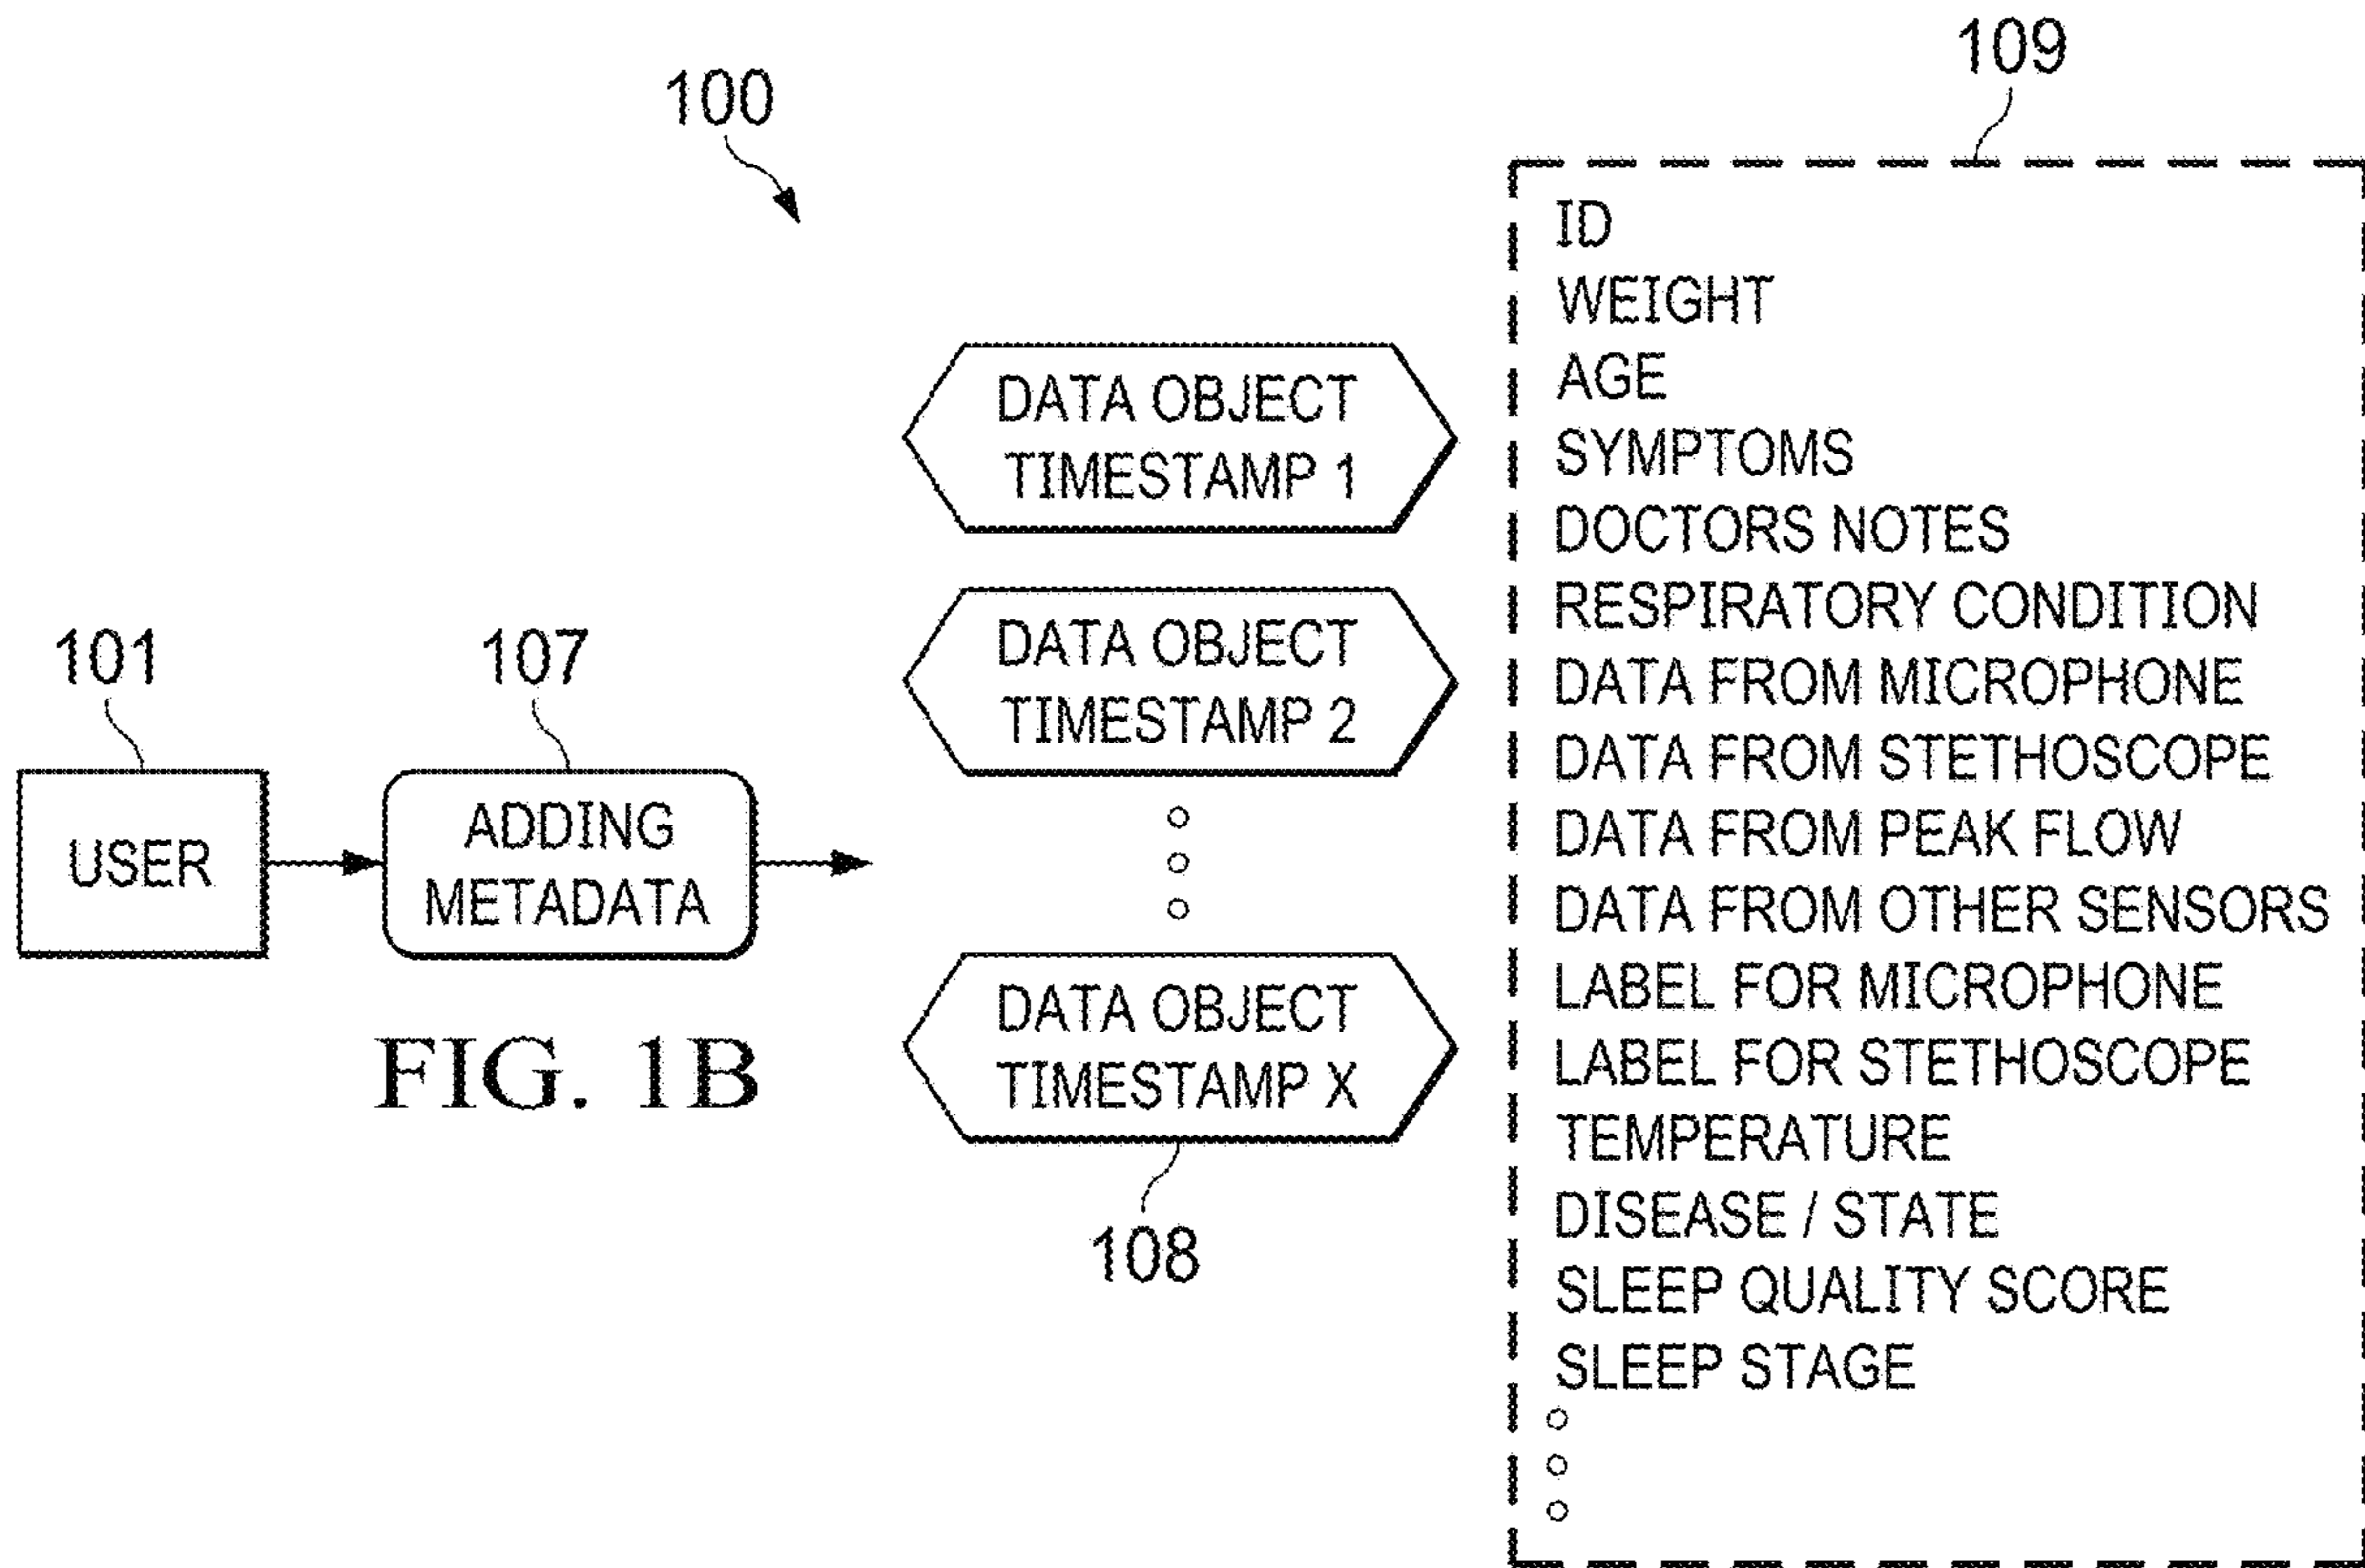 100
109
101
USER
107
ADDING
METADATA
FIG. 1B
DATA OBJECT
TIMESTAMP 1
DATA OBJECT
TIMESTAMP 2
DATA OBJECT
TIMESTAMP X
108
ID
WEIGHT
AGE
SYMPTOMS
DOCTORS NOTES
RESPIRATORY CONDITION
DATA FROM MICROPHONE
DATA FROM STETHOSCOPE
DATA FROM PEAK FLOW
DATA FROM OTHER SENSORS
LABEL FOR MICROPHONE
LABEL FOR STETHOSCOPE
TEMPERATURE
DISEASE / STATE
SLEEP QUALITY SCORE
SLEEP STAGE